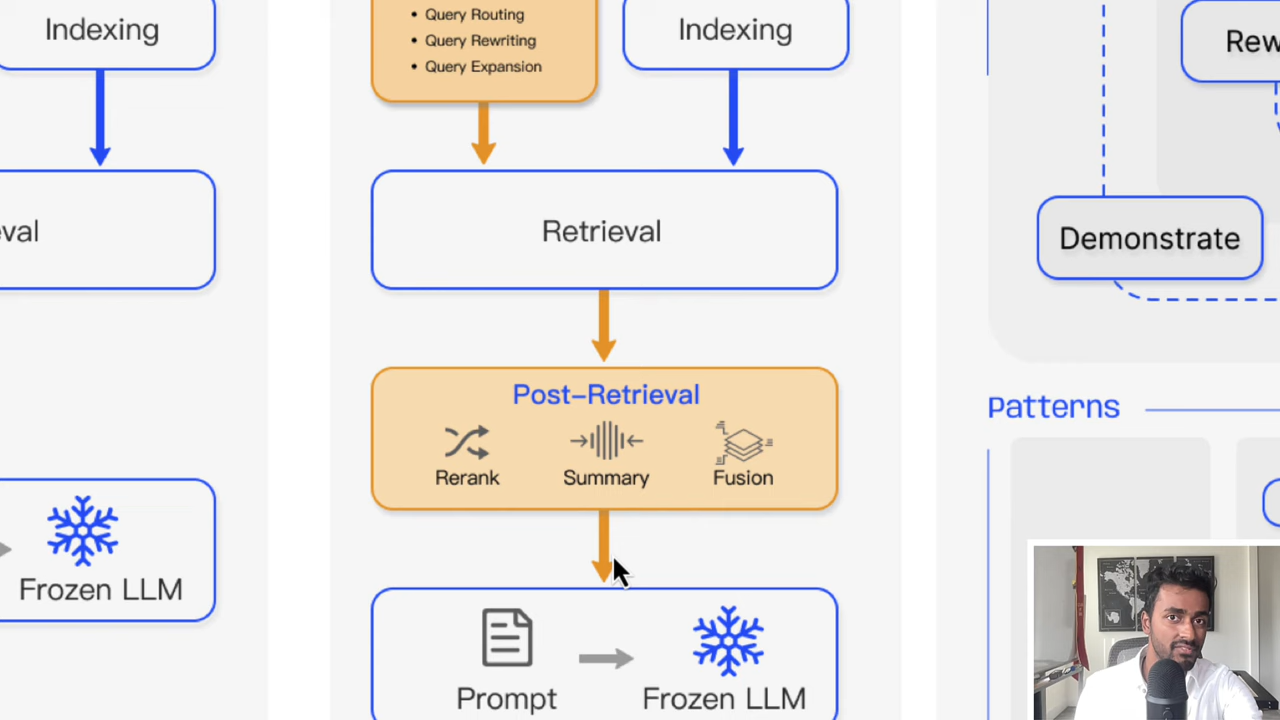 Indexing
eval
Frozen LLM
• Query Routing
• Query Rewriting
• Query Expansion
Indexing
Retrieval
Post-Retrieval
Rerank
Summary
Fusion
Prompt
Frozen LLM
Rew
Demonstrate
Patterns